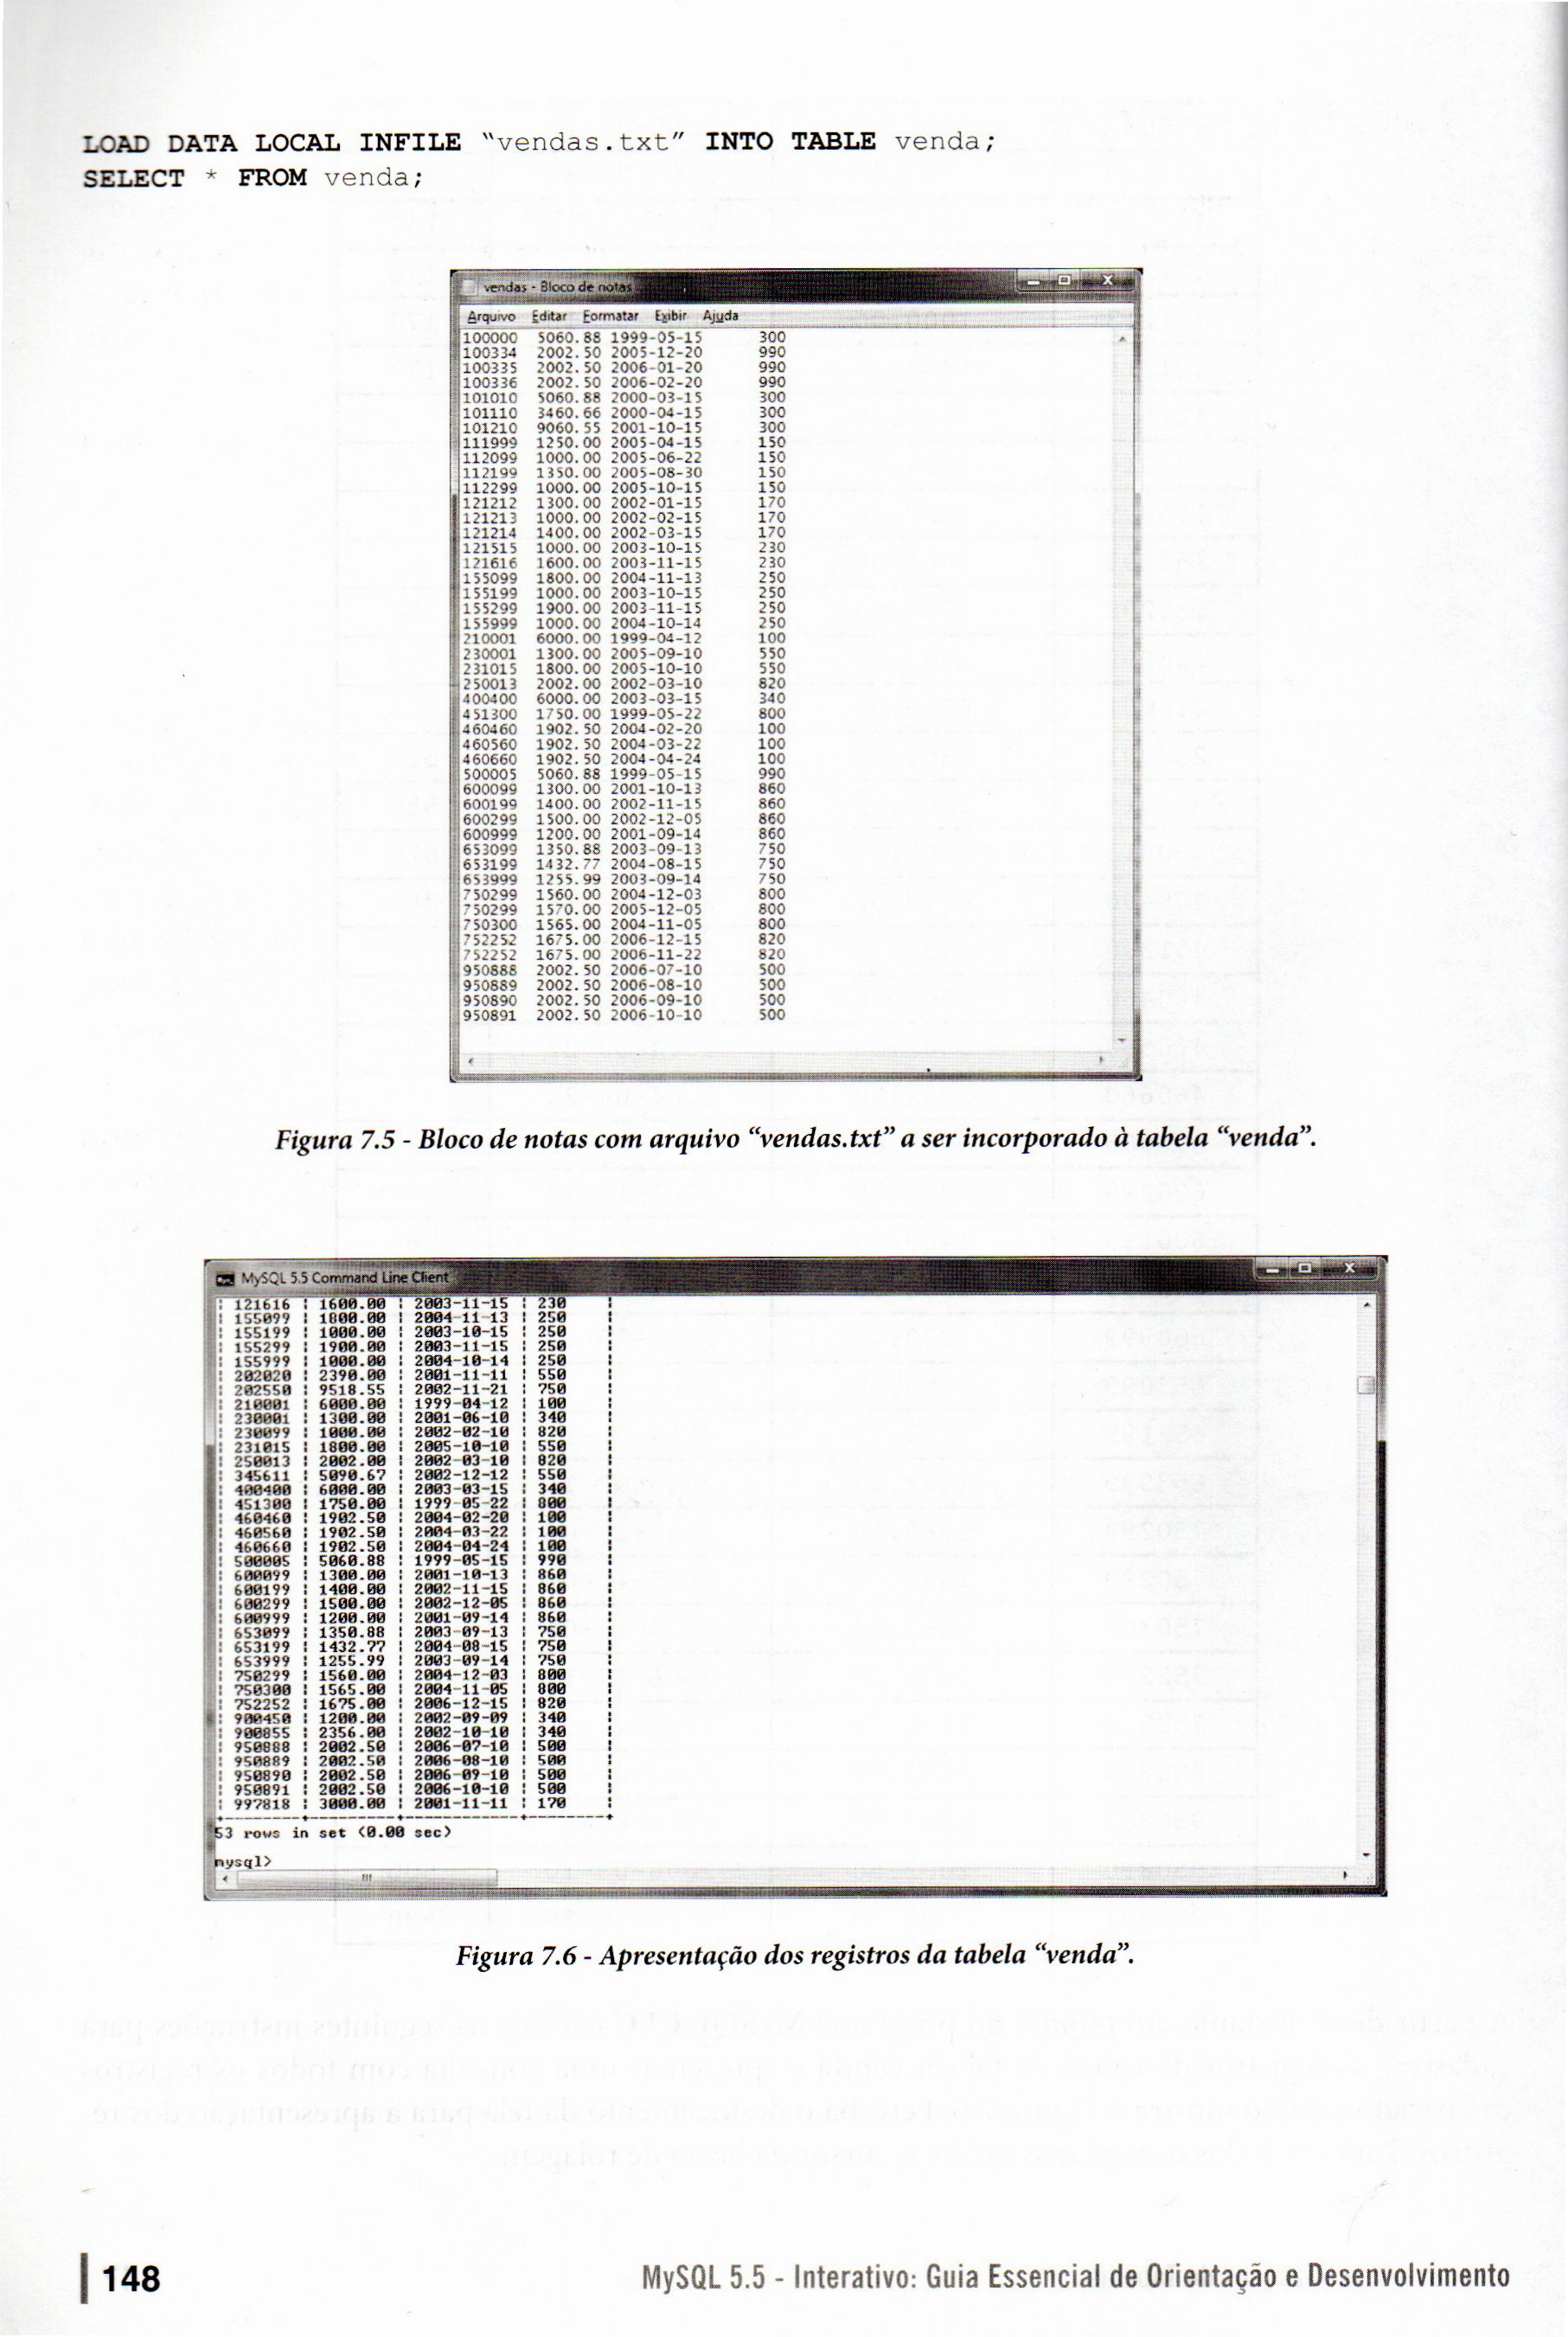 LOAD DATA LOCAL INFILE “vendas.txt” INTO TABLE venda;
SELECT * FROM venda;
vendas - Bloco de notas
Arquivo Editar Formatar Exibir Ajuda
100000 5060.88 1999-05-15 300
100334 2002.50 2005-12-20 990
100335 2002.50 2006-01-20 990
100336 2002.50 2006-02-20 990
101010 5060.88 2000-03-15 300
101110 3460.66 2000-04-15 300
101210 9060.55 2001-10-15 300
111999 1250.00 2005-04-15 150
112099 1000.00 2005-06-22 150
112199 1350.00 2005-08-30 150
112299 1000.00 2005-10-15 150
121212 1300.00 2002-01-15 170
121213 1000.00 2002-02-15 170
121214 1400.00 2002-03-15 170
121515 1000.00 2003-10-15 230
121616 1600.00 2003-11-15 230
155099 1800.00 2004-11-13 250
155199 1000.00 2003-10-15 250
155299 1900.00 2003-11-15 250
155999 1000.00 2004-10-14 250
210001 6000.00 1999-04-12 100
230001 1300.00 2005-09-10 550
231015 1800.00 2005-10-10 550
250013 2002.00 2002-03-10 820
400400 6000.00 2003-03-15 340
451300 1750.00 1999-05-22 800
460460 1902.50 2004-02-20 100
460560 1902.50 2004-03-22 100
460660 1902.50 2004-04-24 100
500005 5060.88 1999-05-15 990
600099 1300.00 2001-10-13 860
600199 1400.00 2002-11-15 860
600299 1500.00 2002-12-05 860
600999 1200.00 2001-09-14 860
653099 1350.88 2003-09-13 750
653199 1432.77 2004-08-15 750
653999 1255.99 2003-09-14 750
750299 1560.00 2004-12-03 800
750299 1570.00 2005-12-05 800
750300 1565.00 2004-11-05 800
752252 1675.00 2006-12-15 820
752252 1675.00 2006-11-22 820
950888 2002.50 2006-07-10 500
950889 2002.50 2006-08-10 500
950890 2002.50 2006-09-10 500
950891 2002.50 2006-10-10 500
Figura 7.5 - Bloco de notas com arquivo “vendas.txt” a ser incorporado à tabela “venda”.
MySQL 5.5 Command Line Client
| 121616 | 1600.00 | 2003-11-15 | 230 |
| 155099 | 1800.00 | 2004-11-13 | 250 |
| 155199 | 1000.00 | 2003-10-15 | 250 |
| 155299 | 1900.00 | 2003-11-15 | 250 |
| 155999 | 1000.00 | 2004-10-14 | 250 |
| 202020 | 2390.00 | 2001-11-11 | 550 |
| 202550 | 9518.55 | 2002-11-21 | 750 |
| 210001 | 6000.00 | 1999-04-12 | 100 |
| 230001 | 1300.00 | 2001-06-10 | 340 |
| 230099 | 1000.00 | 2002-02-10 | 820 |
| 231015 | 1800.00 | 2005-10-10 | 550 |
| 250013 | 2002.00 | 2002-03-10 | 820 |
| 345611 | 5090.67 | 2002-12-12 | 550 |
| 400400 | 6000.00 | 2003-03-15 | 340 |
| 451300 | 1750.00 | 1999-05-22 | 800 |
| 460460 | 1902.50 | 2004-02-20 | 100 |
| 460560 | 1902.50 | 2004-03-22 | 100 |
| 460660 | 1902.50 | 2004-04-24 | 100 |
| 500005 | 5060.88 | 1999-05-15 | 990 |
| 600099 | 1300.00 | 2001-10-13 | 860 |
| 600199 | 1400.00 | 2002-11-15 | 860 |
| 600299 | 1500.00 | 2002-12-05 | 860 |
| 600999 | 1200.00 | 2001-09-14 | 860 |
| 653099 | 1350.88 | 2003-09-13 | 750 |
| 653199 | 1432.77 | 2004-08-15 | 750 |
| 653999 | 1255.99 | 2003-09-14 | 750 |
| 750299 | 1560.00 | 2004-12-03 | 800 |
| 750300 | 1565.00 | 2004-11-05 | 800 |
| 752252 | 1675.00 | 2006-12-15 | 820 |
| 900450 | 1200.00 | 2002-09-09 | 340 |
| 900855 | 2356.00 | 2002-10-10 | 340 |
| 950888 | 2002.50 | 2006-07-10 | 500 |
| 950889 | 2002.50 | 2006-08-10 | 500 |
| 950890 | 2002.50 | 2006-09-10 | 500 |
| 950891 | 2002.50 | 2006-10-10 | 500 |
| 997818 | 3000.00 | 2001-11-11 | 170 |
53 rows in set (0.00 sec)
mysql>
Figura 7.6 - Apresentação dos registros da tabela “venda”.
148
MySQL 5.5 - Interativo: Guia Essencial de Orientação e Desenvolvimento